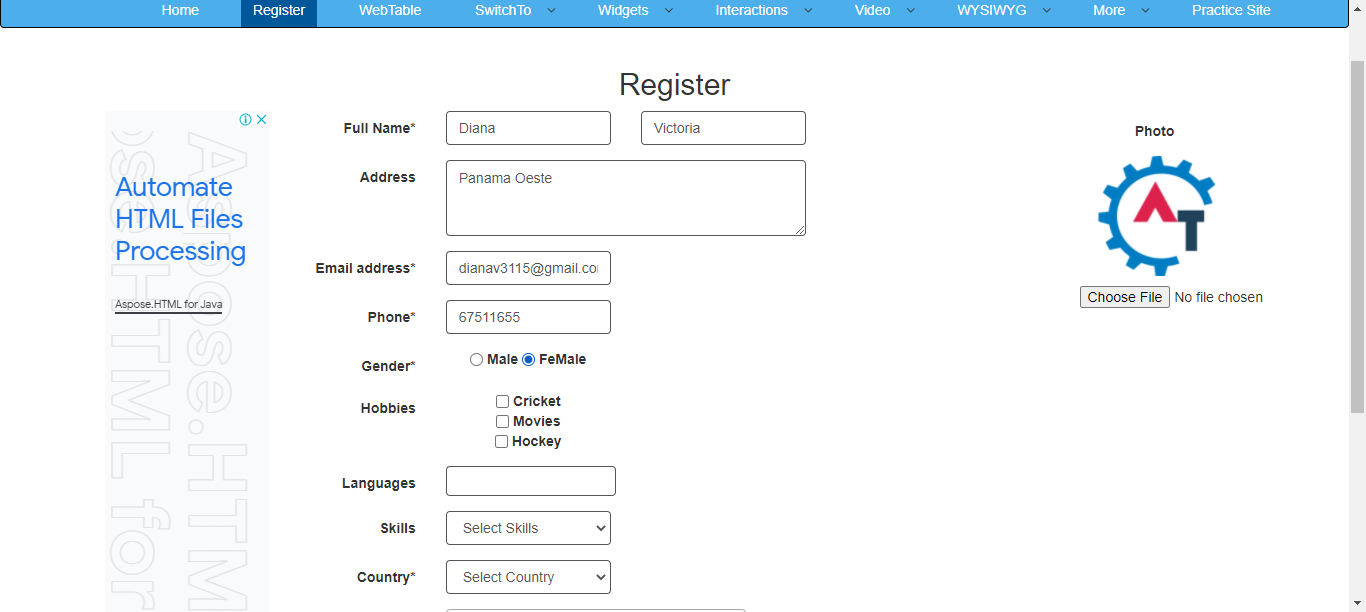 Home Register WebTable SwitchTo Widgets Interactions Video WYSIWYG More Practice Site
Register
Full Name* Diana Victoria
Photo
Address Panama Oeste
Automate
HTML Files
Processing
Aspose.HTML for Java
Aspose.HTML for
Email address* dianav3115@gmail.co
Choose File No file chosen
Phone* 67511655
Gender* Male FeMale
Hobbies Cricket
Movies
Hockey
Languages
Skills Select Skills
Country* Select Country
AT